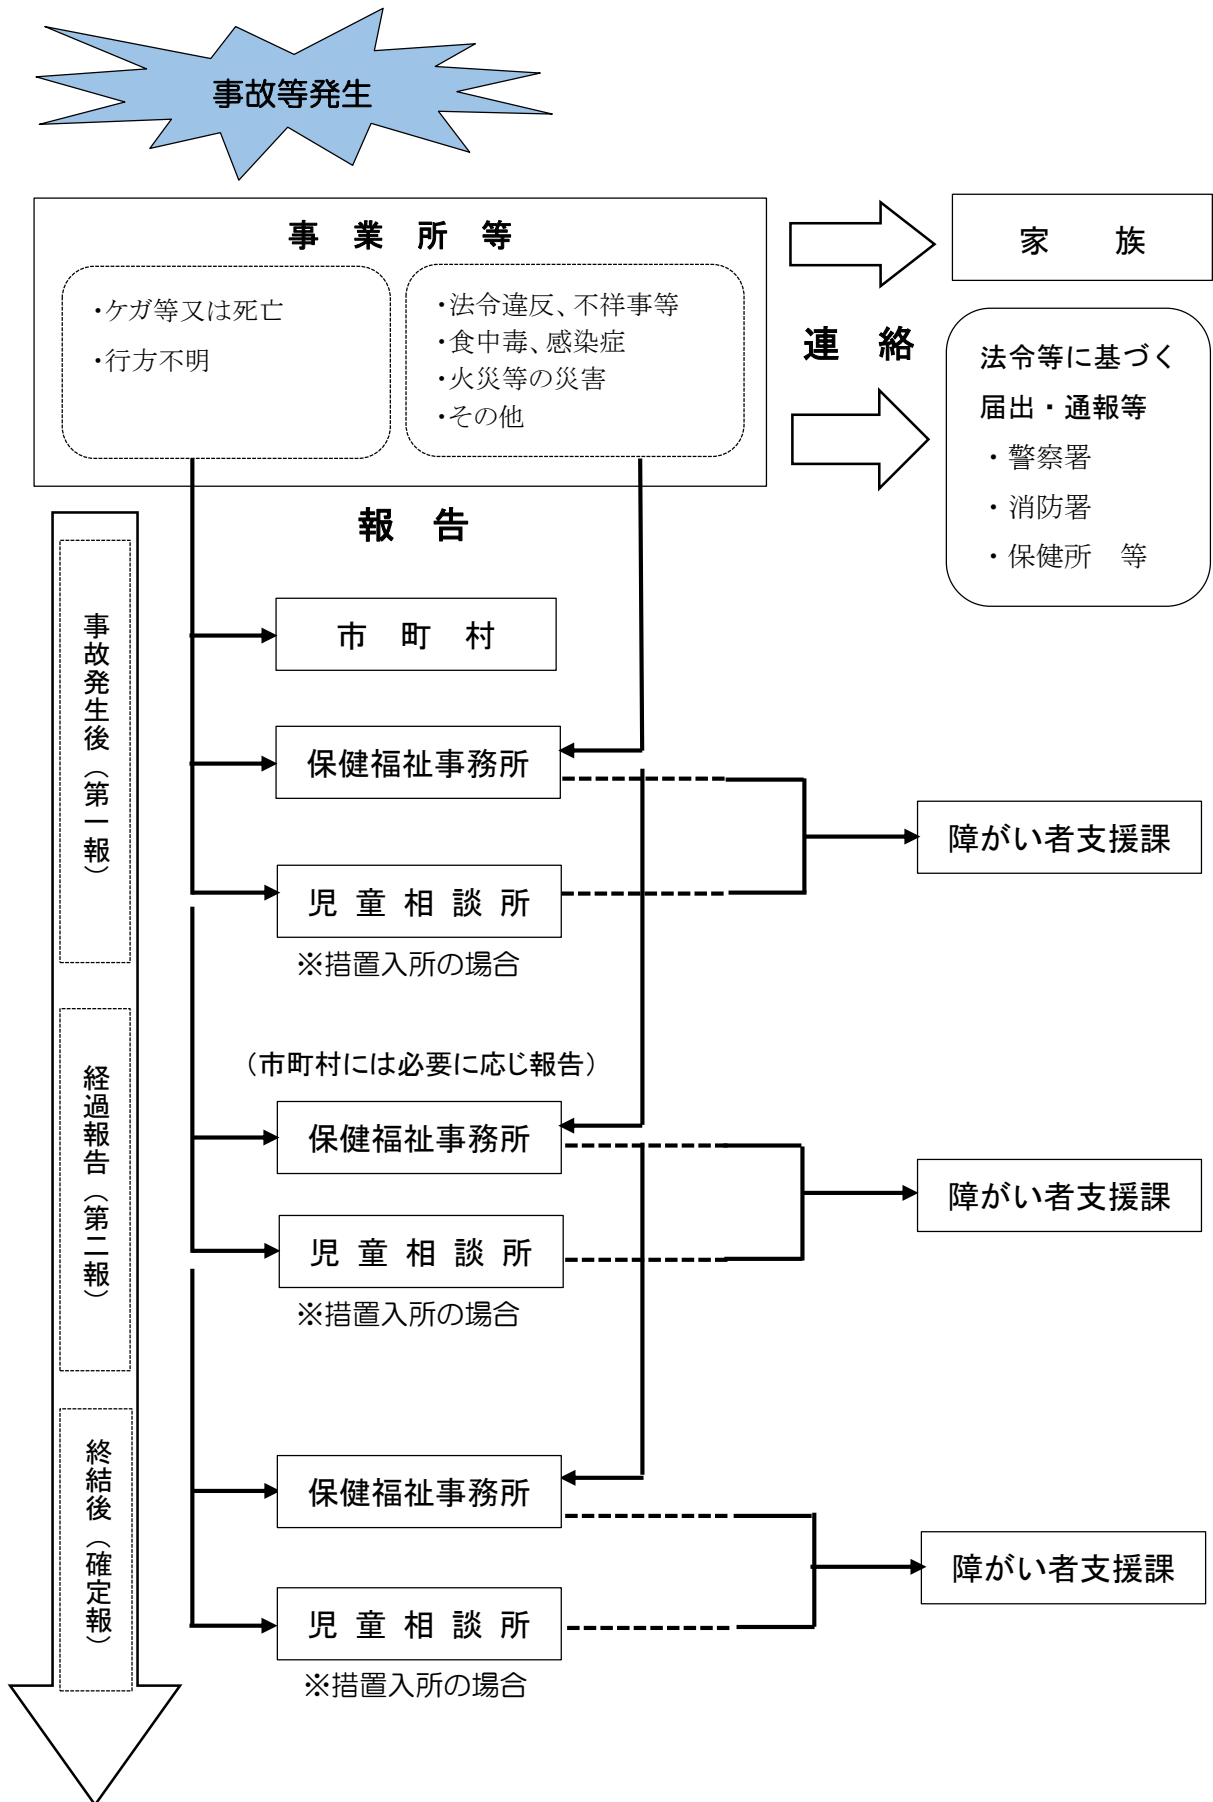 事故等発生
事　業　所　等
・ケガ等又は死亡
・行方不明
・法令違反、不祥事等
・食中毒、感染症
・火災等の災害
・その他
家　　族
連　絡
法令等に基づく
届出・通報等
・警察署
・消防署
・保健所　等
報　告
事故発生後（第一報）
市　町　村
保健福祉事務所
児 童 相 談 所
※措置入所の場合
障がい者支援課
経過報告（第二報）
（市町村には必要に応じ報告）
保健福祉事務所
児 童 相 談 所
※措置入所の場合
障がい者支援課
終結後（確定報）
保健福祉事務所
児 童 相 談 所
※措置入所の場合
障がい者支援課